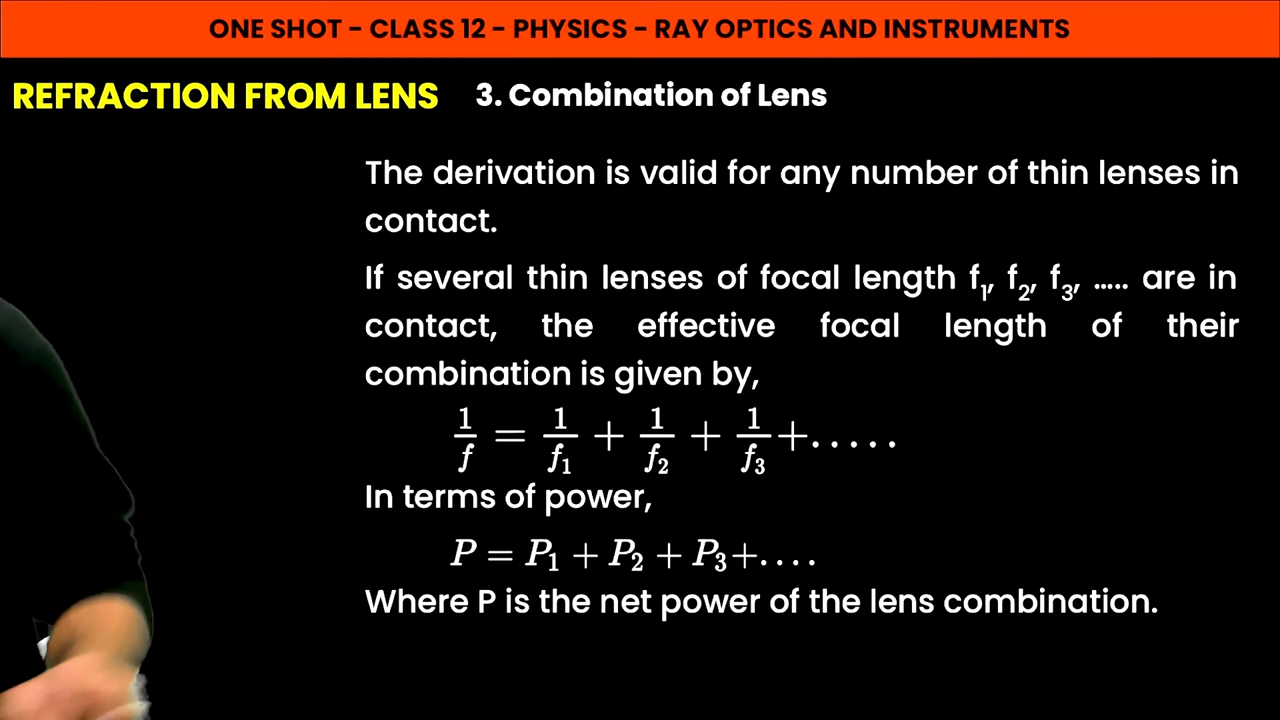 ONE SHOT - CLASS 12 - PHYSICS - RAY OPTICS AND INSTRUMENTS
REFRACTION FROM LENS 3. Combination of Lens
The derivation is valid for any number of thin lenses in
contact.
If several thin lenses of focal length f₁, f₂, f₃, ..... are in
contact, the effective focal length of their
combination is given by,
1/f = 1/f₁ + 1/f₂ + 1/f₃ + .....
In terms of power,
P = P₁ + P₂ + P₃ + ....
Where P is the net power of the lens combination.